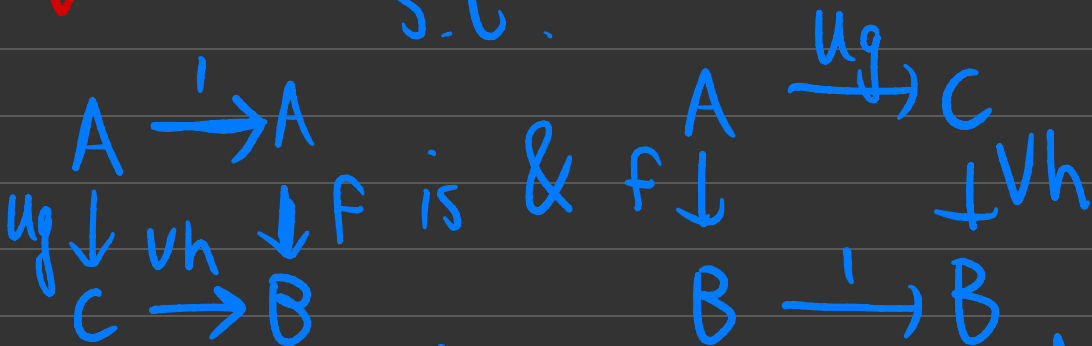 s.t.
1
A → A
Ug ↓ ↓ f is
C → B
vh
& f
Ug
A → C
↓ ↓ Vh
1
B → B